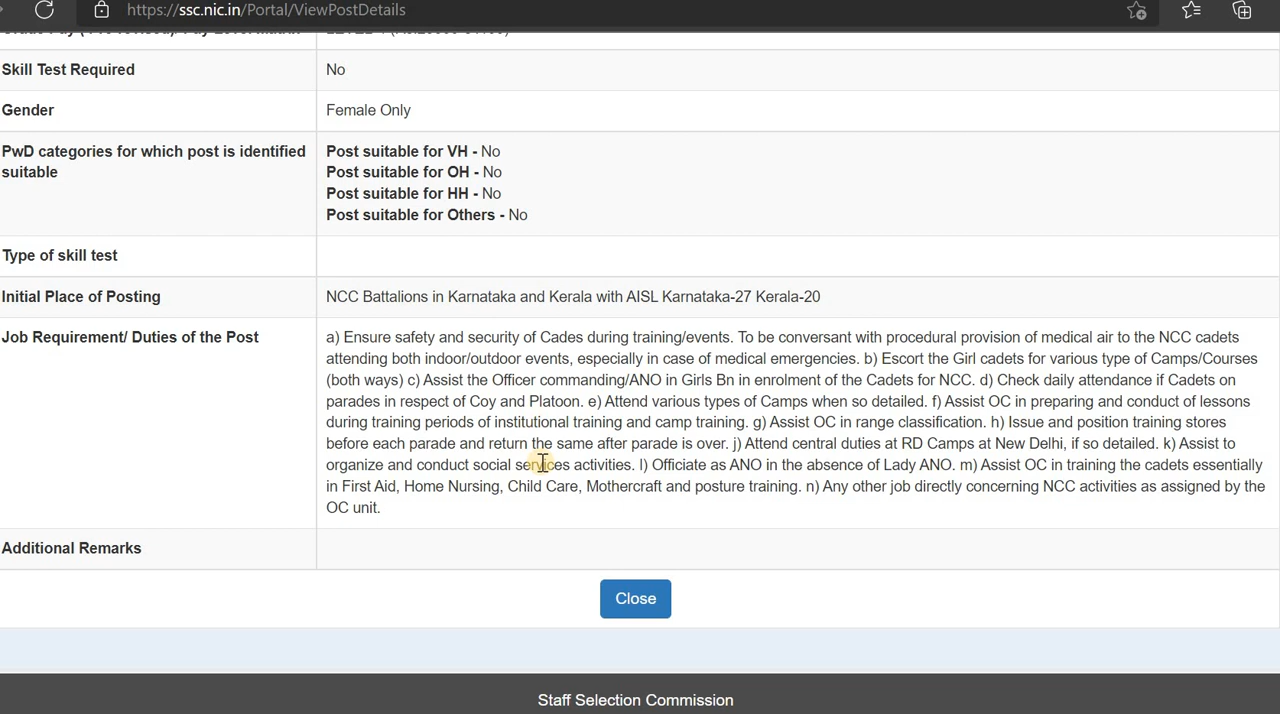 https://ssc.nic.in/Portal/ViewPostDetails
Skill Test Required No
Gender Female Only
PwD categories for which post is identified
suitable
Post suitable for VH - No
Post suitable for OH - No
Post suitable for HH - No
Post suitable for Others - No
Type of skill test
Initial Place of Posting NCC Battalions in Karnataka and Kerala with AISL Karnataka-27 Kerala-20
Job Requirement/ Duties of the Post
a) Ensure safety and security of Cades during training/events. To be conversant with procedural provision of medical air to the NCC cadets
attending both indoor/outdoor events, especially in case of medical emergencies. b) Escort the Girl cadets for various type of Camps/Courses
(both ways) c) Assist the Officer commanding/ANO in Girls Bn in enrolment of the Cadets for NCC. d) Check daily attendance if Cadets on
parades in respect of Coy and Platoon. e) Attend various types of Camps when so detailed. f) Assist OC in preparing and conduct of lessons
during training periods of institutional training and camp training. g) Assist OC in range classification. h) Issue and position training stores
before each parade and return the same after parade is over. j) Attend central duties at RD Camps at New Delhi, if so detailed. k) Assist to
organize and conduct social services activities. l) Officiate as ANO in the absence of Lady ANO. m) Assist OC in training the cadets essentially
in First Aid, Home Nursing, Child Care, Mothercraft and posture training. n) Any other job directly concerning NCC activities as assigned by the
OC unit.
Additional Remarks
Close
Staff Selection Commission